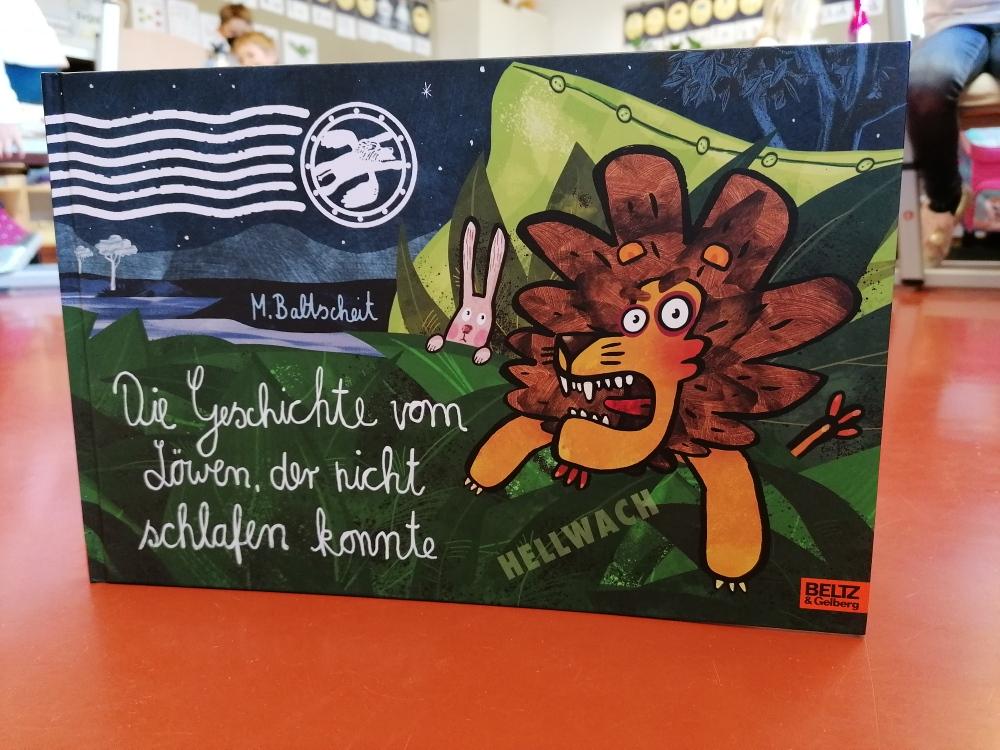 M. Baltscheit
Die Geschichte vom
Löwen, der nicht
schlafen konnte
HELLWACH
BELTZ
& Gelberg